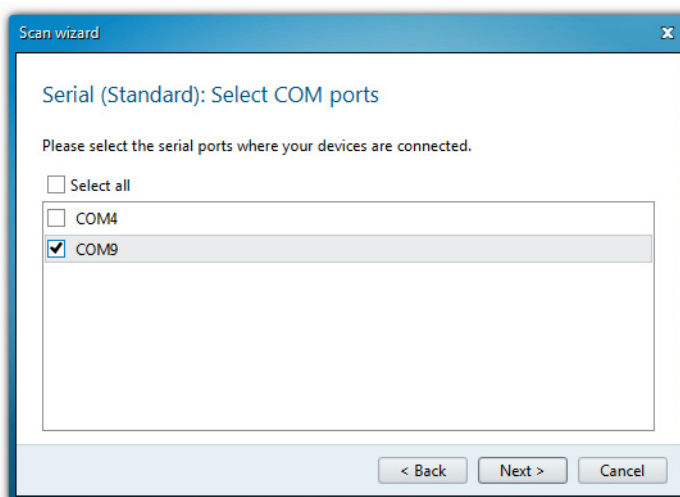 Scan wizard
Serial (Standard): Select COM ports
Please select the serial ports where your devices are connected.
Select all
COM4
COM9
< Back Next > Cancel